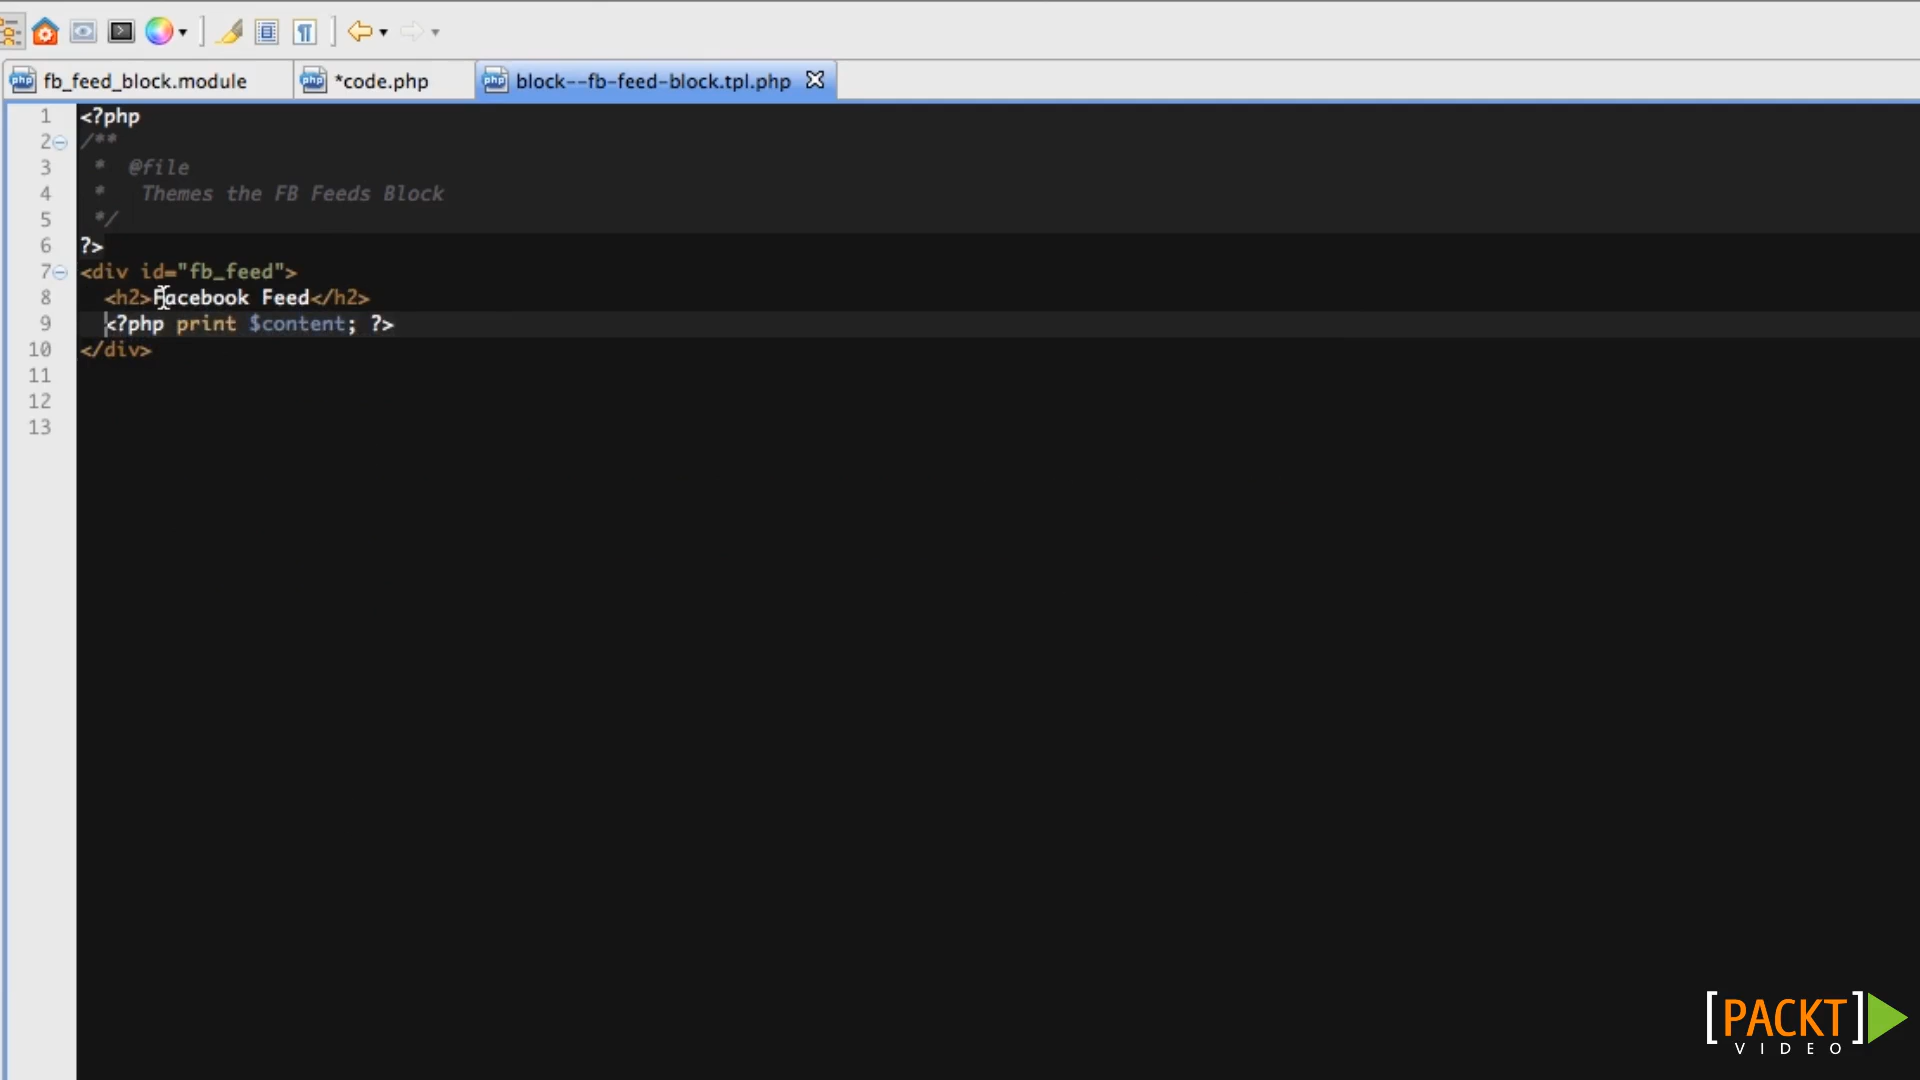 fb_feed_block.module
*code.php
block--fb-feed-block.tpl.php
1 <?php
2 /**
3  *  @file
4  *   Themes the FB Feeds Block
5  */
6 ?>
7 <div id="fb_feed">
8   <h2>Facebook Feed</h2>
9   <?php print $content; ?>
10 </div>
11
12
13
[PACKT]
VIDEO